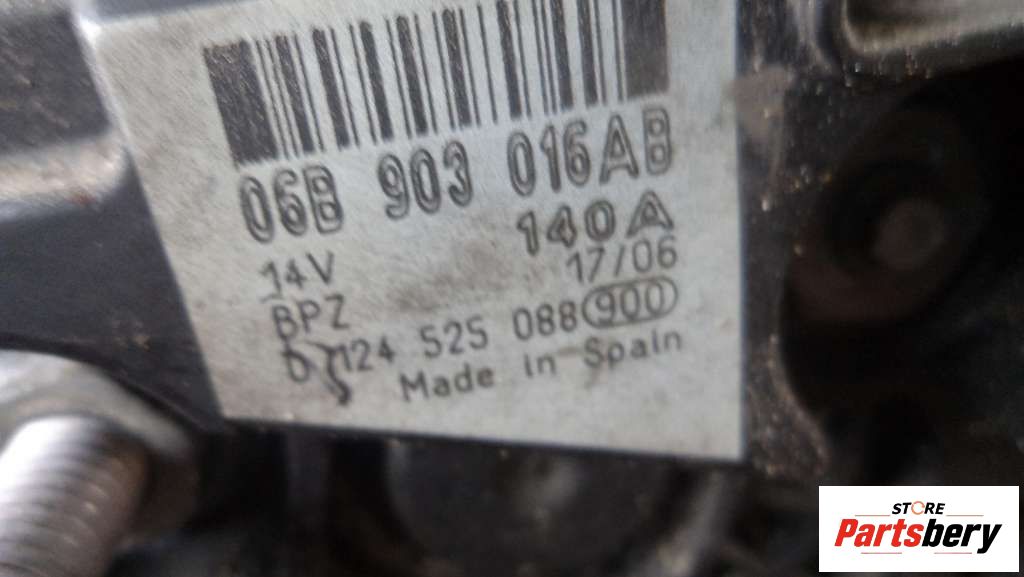 06B 903 016AB
140A
14V 17/06
BPZ
124 525 088 900
Made in Spain
STORE
Partsbery